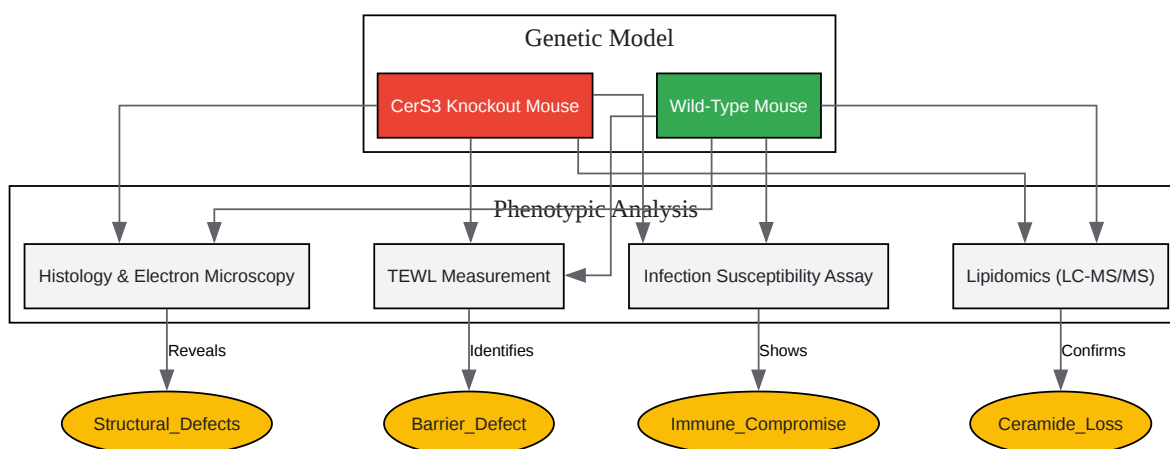 Genetic Model
CerS3 Knockout Mouse
Wild-Type Mouse
Phenotypic Analysis
Histology & Electron Microscopy
TEWL Measurement
Infection Susceptibility Assay
Lipidomics (LC-MS/MS)
Reveals
Identifies
Shows
Confirms
Structural_Defects
Barrier_Defect
Immune_Compromise
Ceramide_Loss